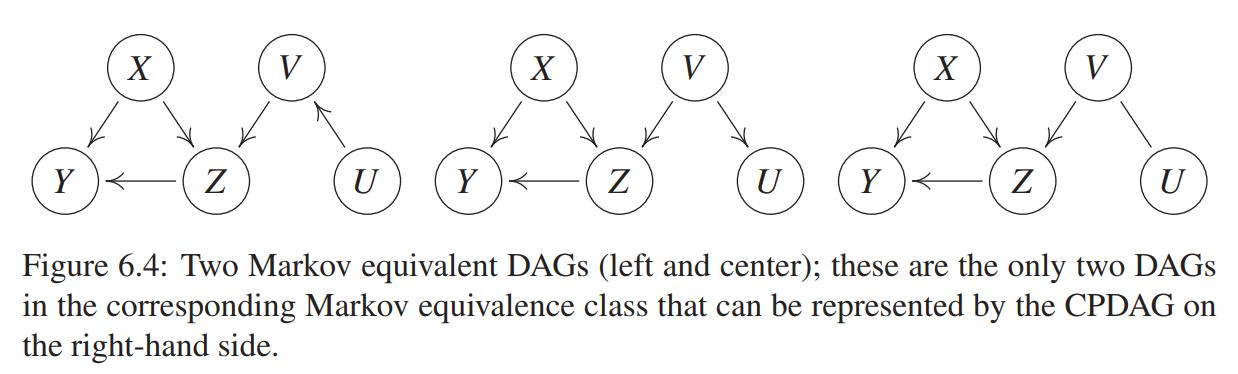 X V X V X V
Y Z U Y Z U Y Z U
Figure 6.4: Two Markov equivalent DAGs (left and center); these are the only two DAGs
in the corresponding Markov equivalence class that can be represented by the CPDAG on
the right-hand side.